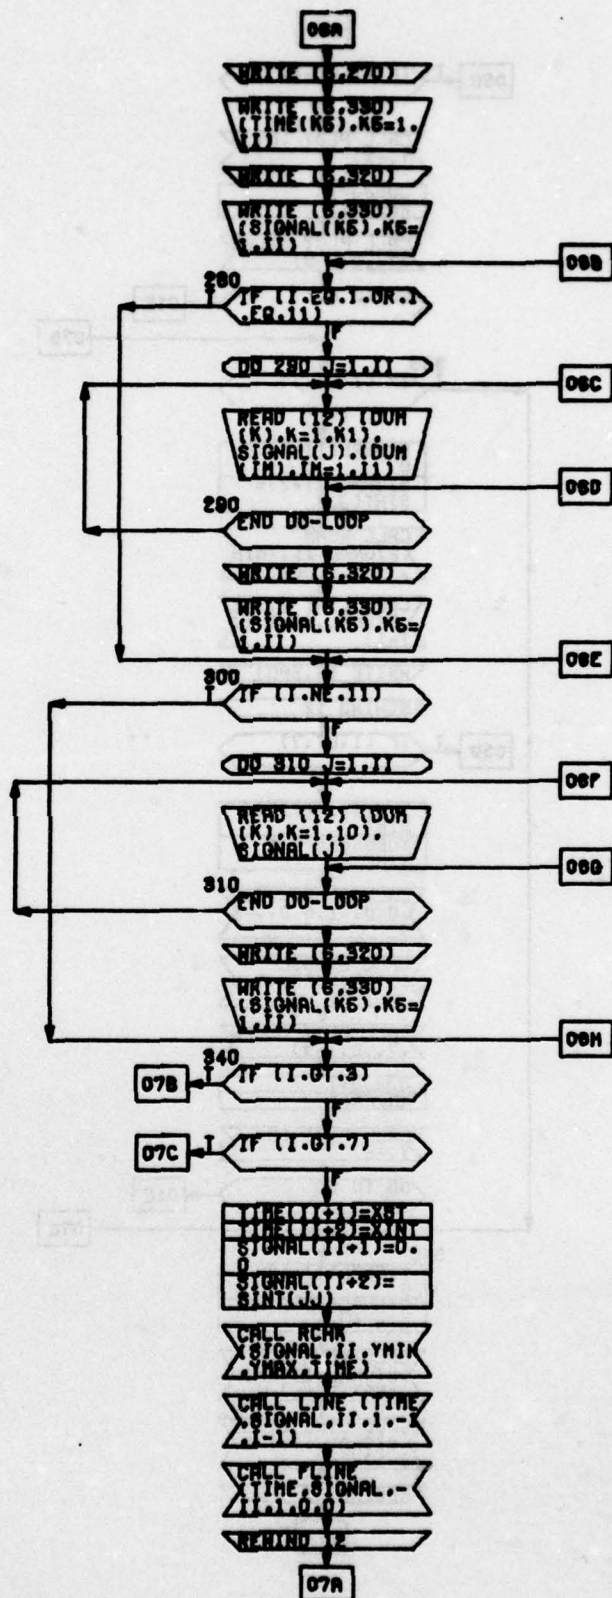 06A
WRITE (6,270)
WRITE (6,330)
(TIME(K5),K5=1,
II)
WRITE (6,320)
WRITE (6,330)
(SIGNAL(K5),K5=
1,II)
06B
280
T
IF (I.EQ.1.OR.I
.EQ.11)
F
DO 290 J=1,II
06C
READ (12) (DUM
(K),K=1,K1),
SIGNAL(J),(DUM
(IM),IM=1,I1)
06D
290
END DO-LOOP
WRITE (6,320)
WRITE (6,330)
(SIGNAL(K5),K5=
1,II)
06E
300
T
IF (I.NE.11)
F
DO 310 J=1,II
06F
READ (12) (DUM
(K),K=1,10),
SIGNAL(J)
06G
310
END DO-LOOP
WRITE (6,320)
WRITE (6,330)
(SIGNAL(K5),K5=
1,II)
06H
340
T
IF (I.GT.3)
07B
F
T
IF (I.GT.7)
07C
F
TIME(II+1)=XST
TIME(II+2)=XINT
SIGNAL(II+1)=0.
0
SIGNAL(II+2)=
SINT(JJ)
CALL RCHK
(SIGNAL,II,YMIN
,YMAX,TIME)
CALL LINE (TIME
,SIGNAL,II,1,-1
,I-1)
CALL FLINE
(TIME,SIGNAL,-
II,1,0,0)
REWIND 12
07A